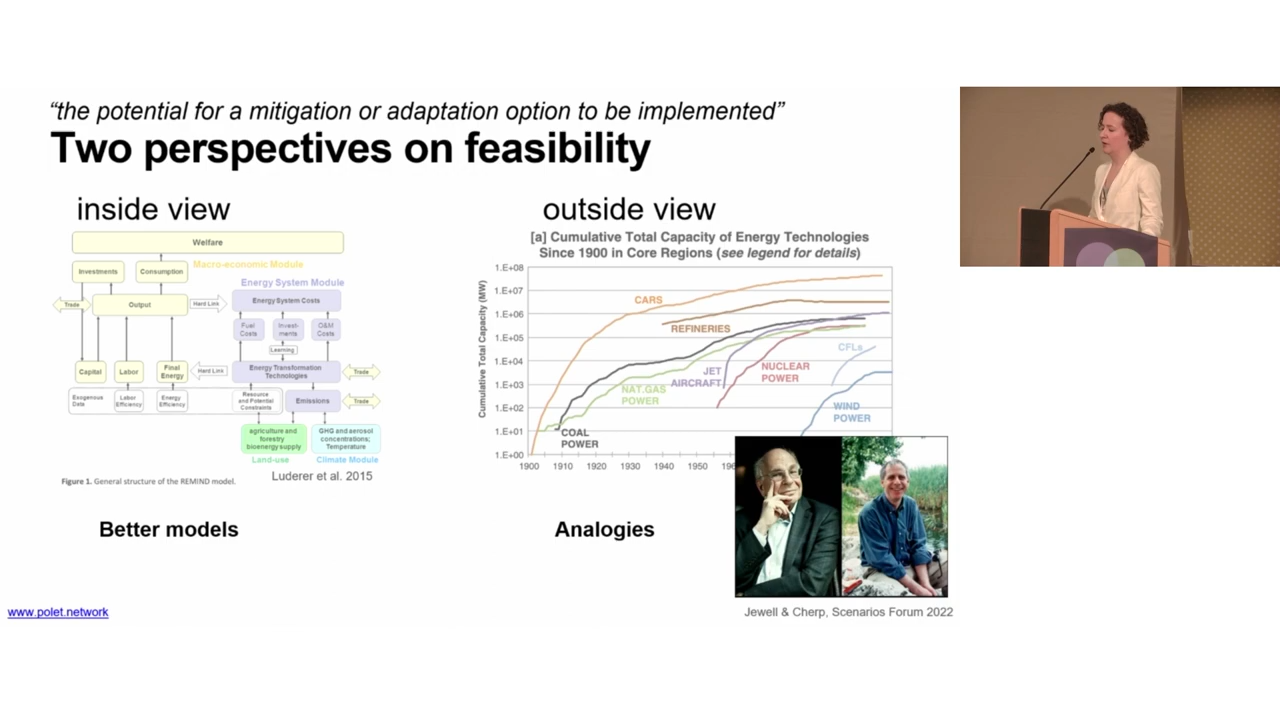 “the potential for a mitigation or adaptation option to be implemented”
Two perspectives on feasibility
inside view
outside view
Welfare
Investments
Consumption
Macro-economic Module
Energy System Module
Trade
Output
Hard Link
Energy System Costs
Fuel
Costs
Invest-
ments
O&M
Costs
Learning
Capital
Labor
Final
Energy
Hard Link
Energy Transformation
Technologies
Trade
Exogenous
Data
Labor
Efficiency
Energy
Efficiency
Resource
and Potential
Constraints
Emissions
Trade
agriculture and
forestry
bioenergy supply
GHG and aerosol
concentrations;
Temperature
Land-use
Climate Module
Figure 1. General structure of the REMIND model.
Luderer et al. 2015
Better models
[a] Cumulative Total Capacity of Energy Technologies
Since 1900 in Core Regions (see legend for details)
Cumulative Total Capacity (MW)
1.E+08
1.E+07
1.E+06
1.E+05
1.E+04
1.E+03
1.E+02
1.E+01
1.E+00
CARS
REFINERIES
CFLs
JET
AIRCRAFT
NUCLEAR
POWER
NAT.GAS
POWER
WIND
POWER
COAL
POWER
1900 1910 1920 1930 1940 1950 196
Analogies
www.polet.network
Jewell & Cherp, Scenarios Forum 2022